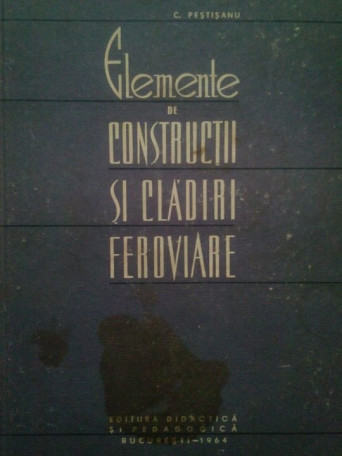 C. PEȘTIȘANU
Elemente
DE
CONSTRUCȚII
ȘI CLĂDIRI
FEROVIARE
EDITURA DIDACTICĂ
ȘI PEDAGOGICĂ
BUCUREȘTI-1964